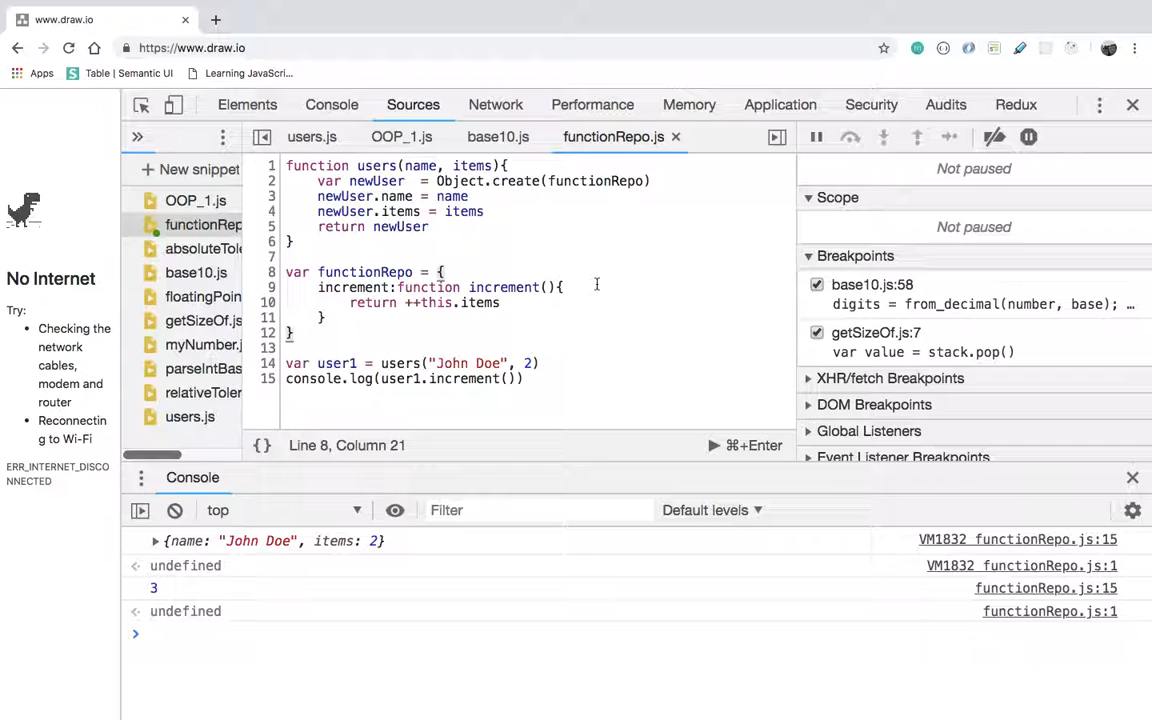 www.draw.io
https://www.draw.io
Apps
Table | Semantic UI
Learning JavaScri...
Elements
Console
Sources
Network
Performance
Memory
Application
Security
Audits
Redux
users.js
OOP_1.js
base10.js
functionRepo.js
New snippet
OOP_1.js
functionRep
absoluteTole
base10.js
floatingPoin
getSizeOf.js
myNumber.j
parseIntBas
relativeToler
users.js
1 function users(name, items){
2 var newUser = Object.create(functionRepo)
3 newUser.name = name
4 newUser.items = items
5 return newUser
6 }
7
8 var functionRepo = {
9 increment:function increment(){
10 return ++this.items
11 }
12 }
13
14 var user1 = users("John Doe", 2)
15 console.log(user1.increment())
{} Line 8, Column 21
⌘+Enter
Not paused
Scope
Not paused
Breakpoints
base10.js:58
digits = from_decimal(number, base); …
getSizeOf.js:7
var value = stack.pop()
XHR/fetch Breakpoints
DOM Breakpoints
Global Listeners
Event Listener Breakpoints
No Internet
Try:
Checking the
network
cables,
modem and
router
Reconnectin
g to Wi-Fi
ERR_INTERNET_DISCO
NNECTED
Console
top
Filter
Default levels
{name: "John Doe", items: 2}
VM1832 functionRepo.js:15
undefined
VM1832 functionRepo.js:1
3
functionRepo.js:15
undefined
functionRepo.js:1